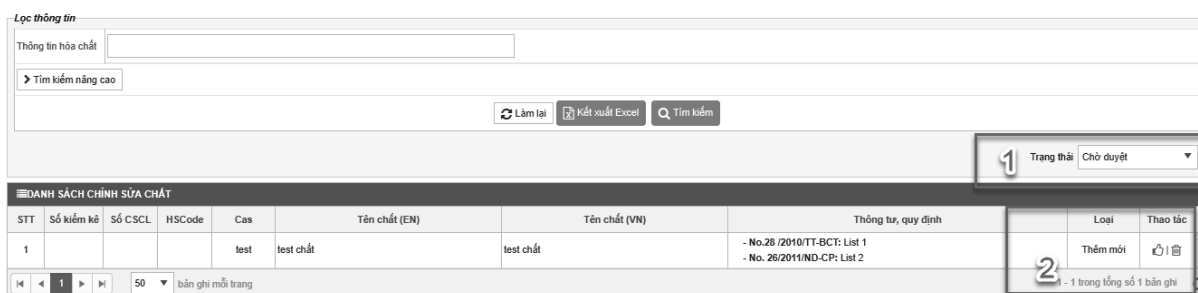 Lọc thông tin
Thông tin hóa chất
Tìm kiếm nâng cao
Làm lại Kết xuất Excel Tìm kiếm
1 Trạng thái Chờ duyệt
DANH SÁCH CHỈNH SỬA CHẤT
STT Số kiểm kê Số CSCL HSCode Cas Tên chất (EN) Tên chất (VN) Thông tư, quy định Loại Thao tác
1 test test chất test chất - No.28 /2010/TT-BCT: List 1 Thêm mới
- No. 26/2011/ND-CP: List 2
2
1 50 bản ghi mỗi trang 1 - 1 trong tổng số 1 bản ghi